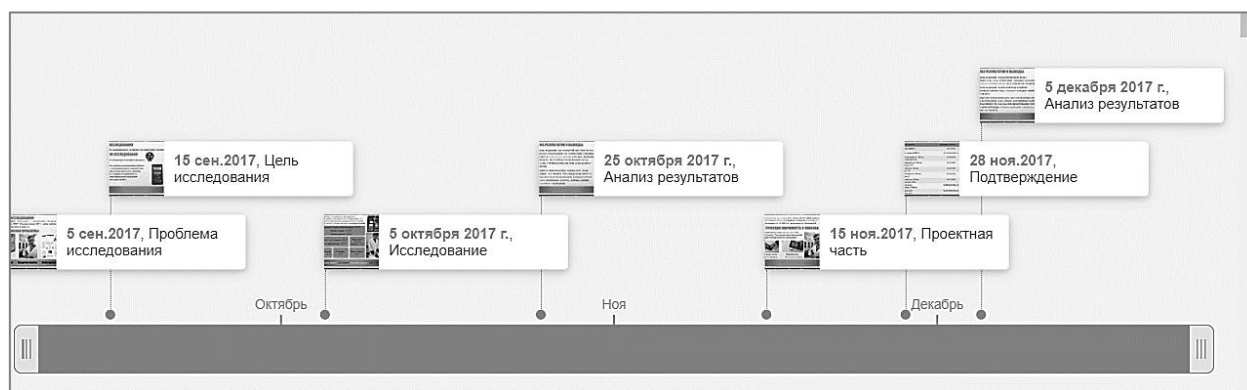 5 декабря 2017 г.,
Анализ результатов
15 сен.2017, Цель
исследования
25 октября 2017 г.,
Анализ результатов
28 ноя.2017,
Подтверждение
5 сен.2017, Проблема
исследования
5 октября 2017 г.,
Исследование
15 ноя.2017, Проектная
часть
Октябрь
Ноя
Декабрь